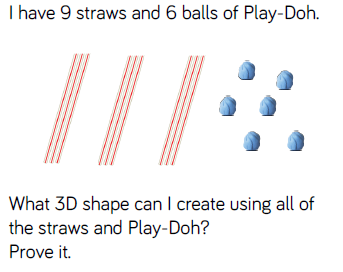 I have 9 straws and 6 balls of Play-Doh.
What 3D shape can I create using all of
the straws and Play-Doh?
Prove it.